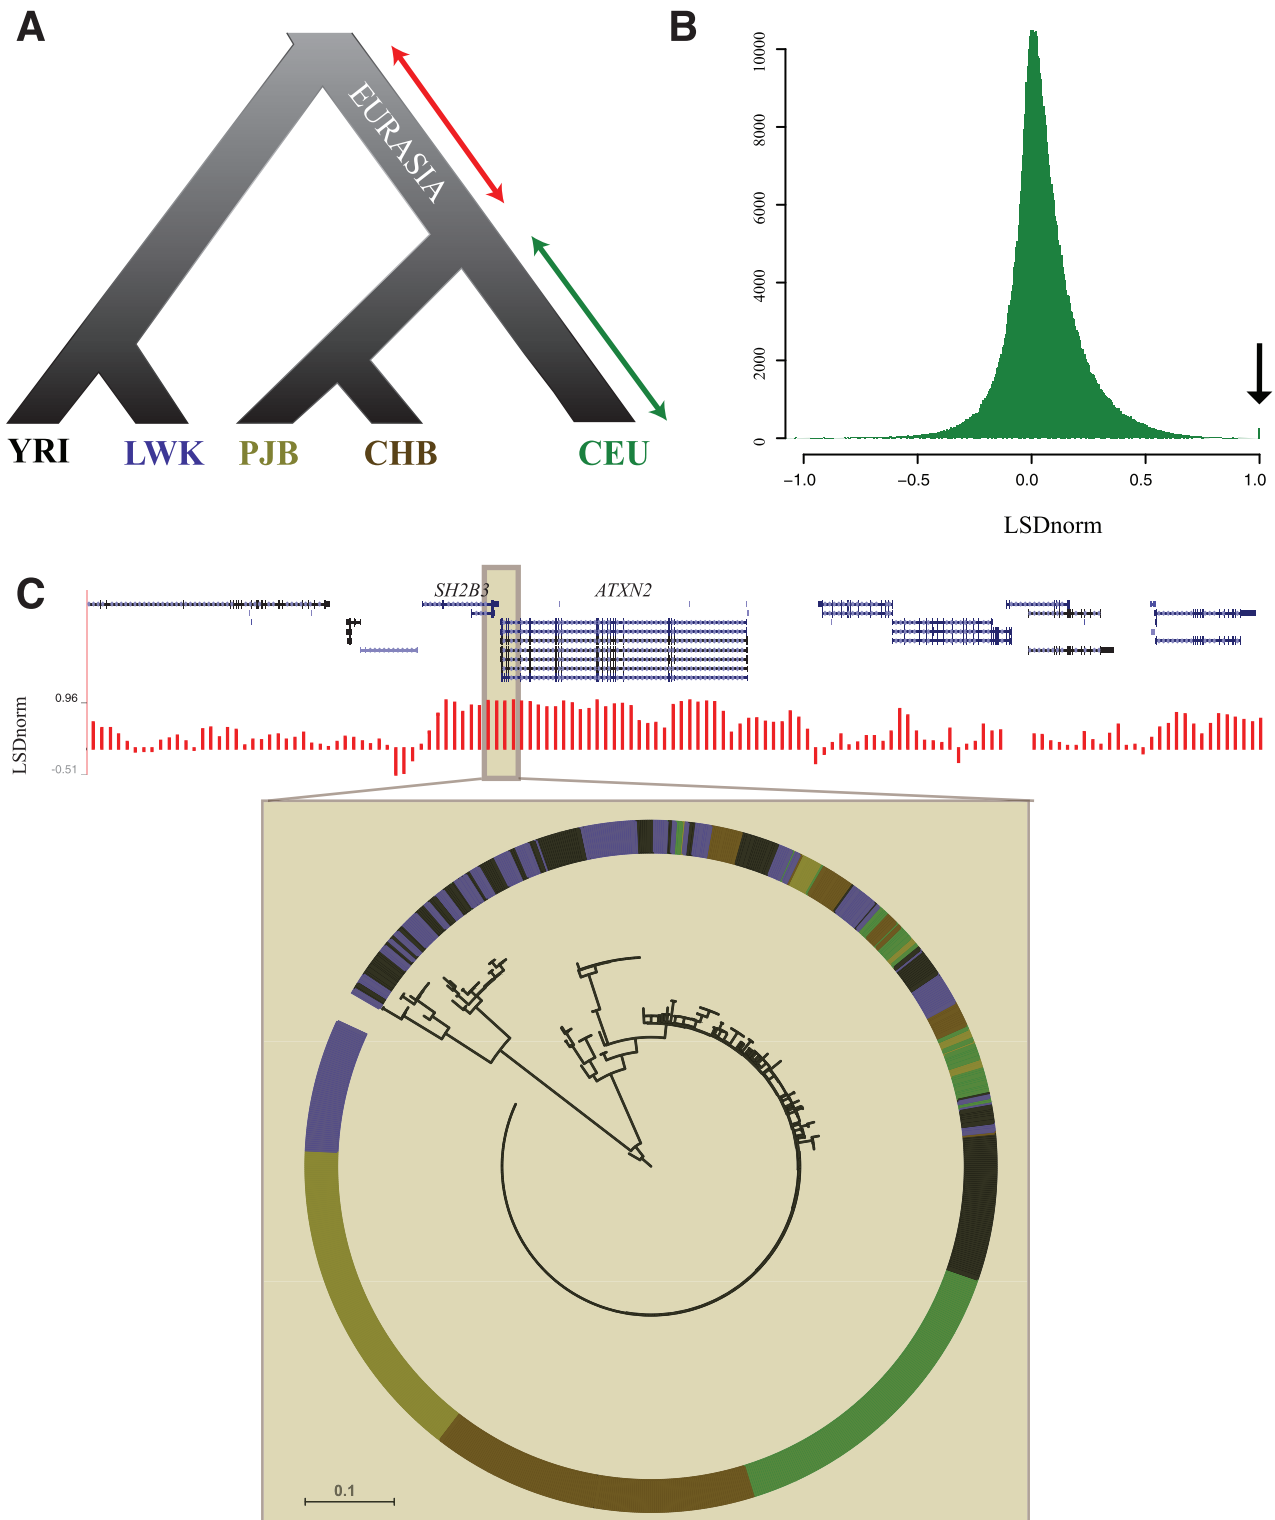 A
EURASIA
YRI LWK PJB CHB CEU
B
10000
8000
6000
4000
2000
0
−1.0 −0.5 0.0 0.5 1.0
LSDnorm
C
SH2B3 ATXN2
LSDnorm
0.96
-0.51
0.1